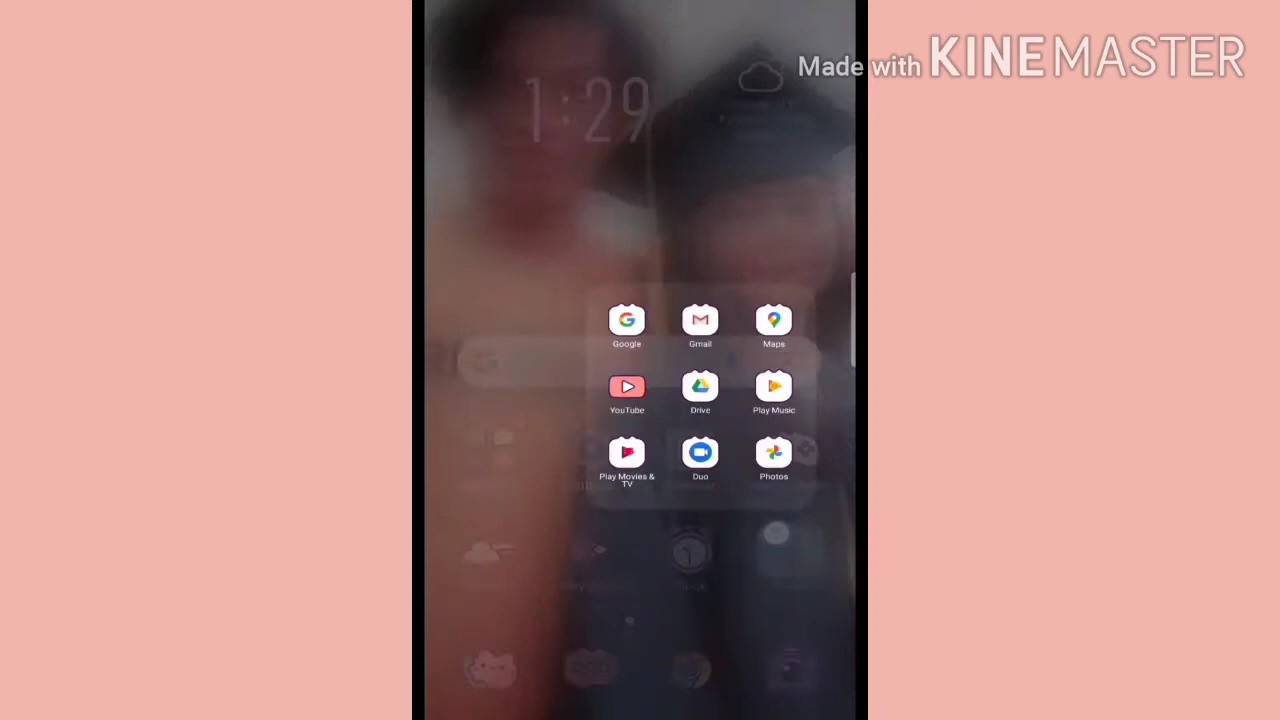 Made with KINEMASTER
1:29
Google
Gmail
Maps
YouTube
Drive
Play Music
Play Movies &
TV
Duo
Photos